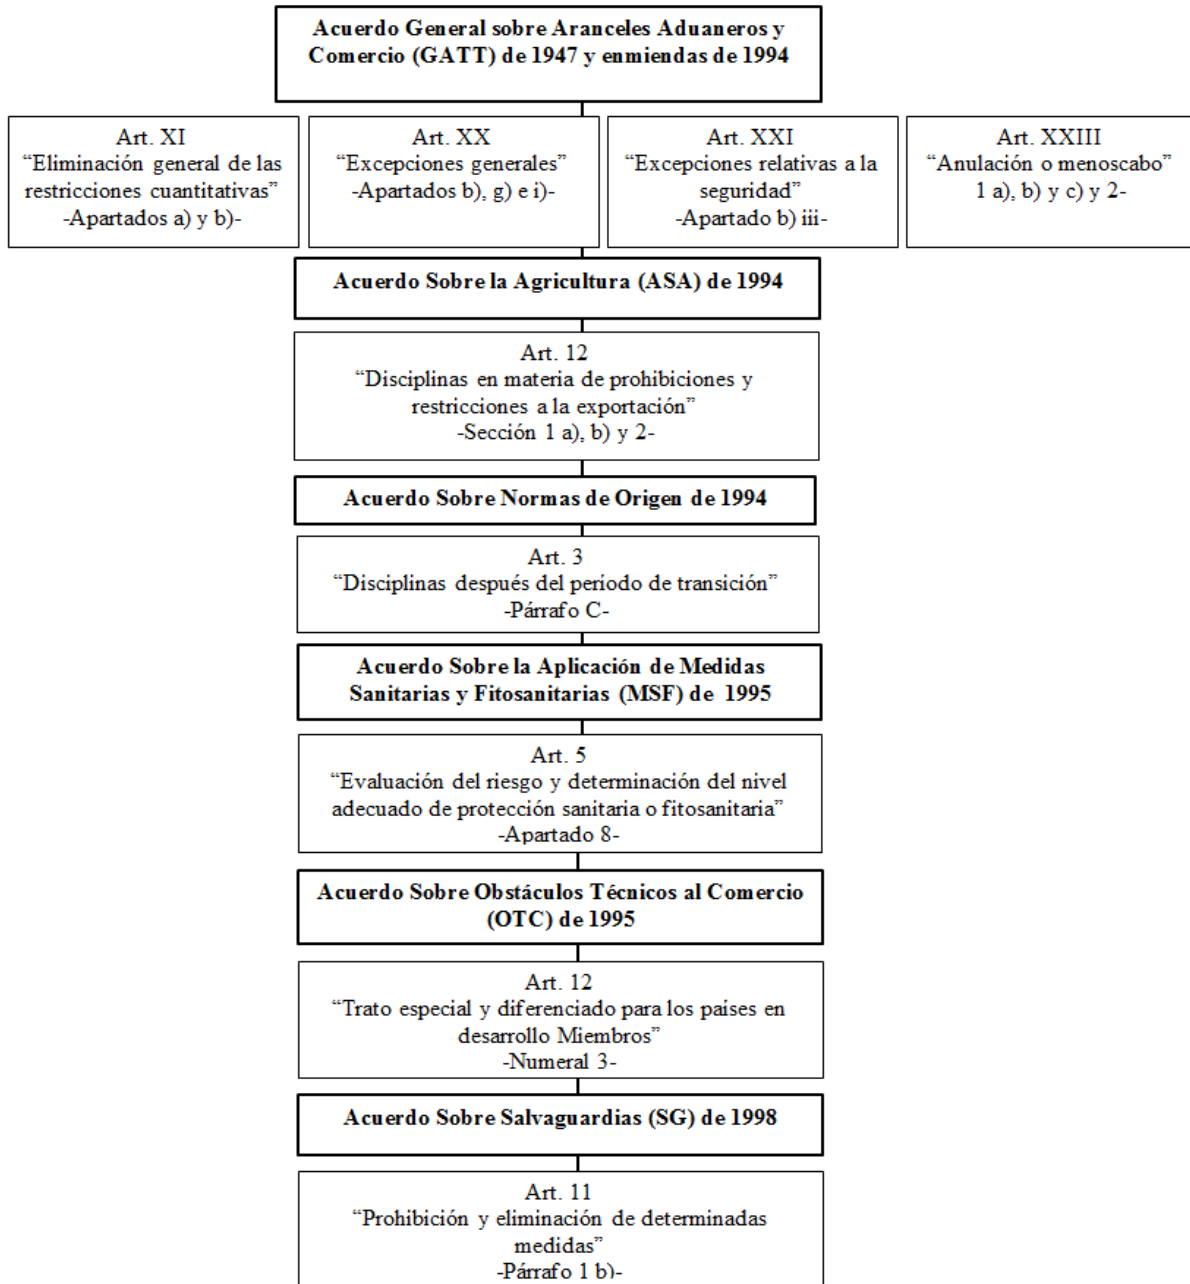 Acuerdo General sobre Aranceles Aduaneros y
Comercio (GATT) de 1947 y enmiendas de 1994
Art. XI
“Eliminación general de las
restricciones cuantitativas”
-Apartados a) y b)-
Art. XX
“Excepciones generales”
-Apartados b), g) e i)-
Art. XXI
“Excepciones relativas a la
seguridad”
-Apartado b) iii-
Art. XXIII
“Anulación o menoscabo”
1 a), b) y c) y 2-
Acuerdo Sobre la Agricultura (ASA) de 1994
Art. 12
“Disciplinas en materia de prohibiciones y
restricciones a la exportación”
-Sección 1 a), b) y 2-
Acuerdo Sobre Normas de Origen de 1994
Art. 3
“Disciplinas después del período de transición”
-Párrafo C-
Acuerdo Sobre la Aplicación de Medidas
Sanitarias y Fitosanitarias (MSF) de 1995
Art. 5
“Evaluación del riesgo y determinación del nivel
adecuado de protección sanitaria o fitosanitaria”
-Apartado 8-
Acuerdo Sobre Obstáculos Técnicos al Comercio
(OTC) de 1995
Art. 12
“Trato especial y diferenciado para los países en
desarrollo Miembros”
-Numeral 3-
Acuerdo Sobre Salvaguardias (SG) de 1998
Art. 11
“Prohibición y eliminación de determinadas
medidas”
-Párrafo 1 b)-